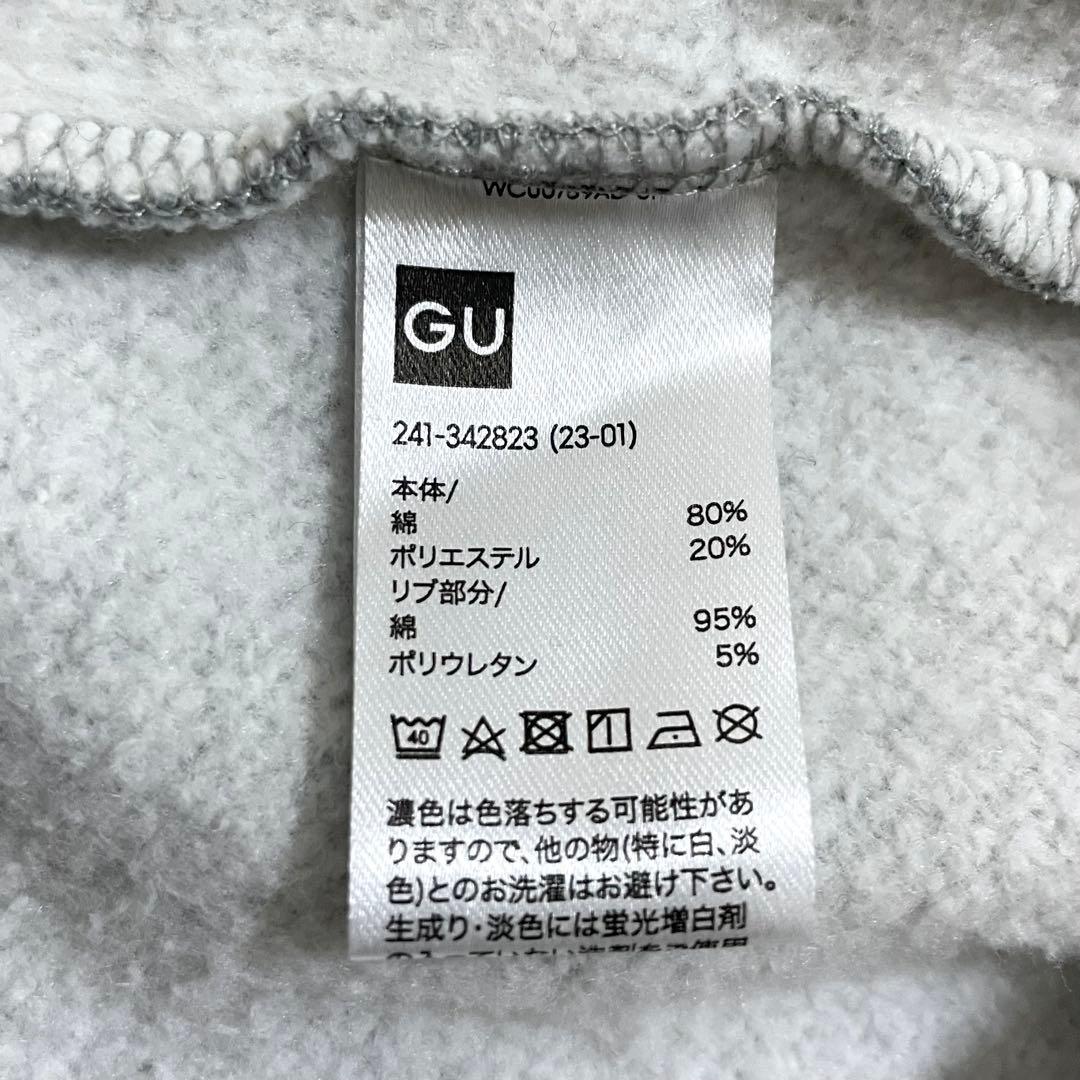 GU
241-342823 (23-01)
本体/
綿 80%
ポリエステル 20%
リブ部分/
綿 95%
ポリウレタン 5%
40
濃色は色落ちする可能性があ
りますので、他の物(特に白、淡
色)とのお洗濯はお避け下さい。
生成り・淡色には蛍光増白剤